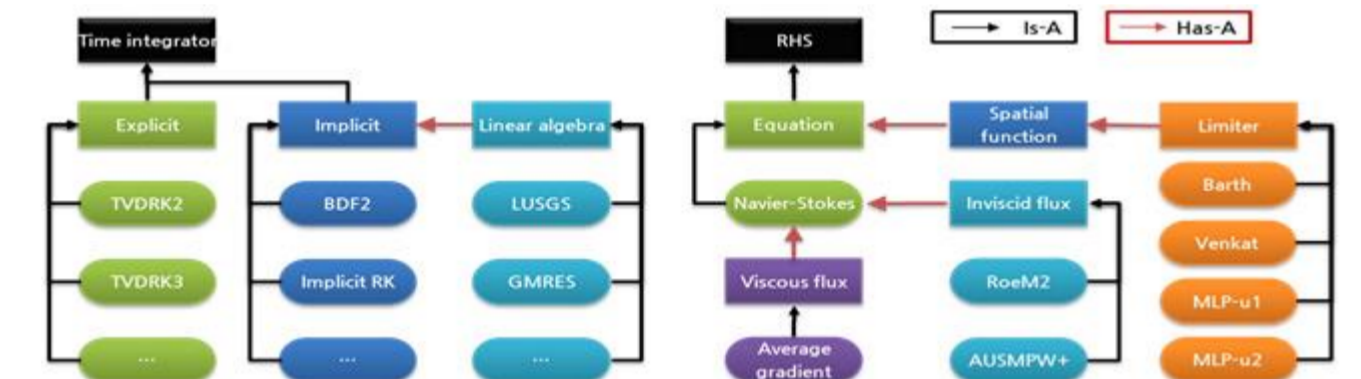 Time integrator
RHS
Is-A
Has-A
Explicit
Implicit
Linear algebra
Equation
Spatial
function
Limiter
TVDRK2
BDF2
LUSGS
Navier-Stokes
Inviscid flux
Barth
Venkat
TVDRK3
Implicit RK
GMRES
Viscous flux
RoeM2
MLP-u1
...
...
...
Average
gradient
AUSMPW+
MLP-u2